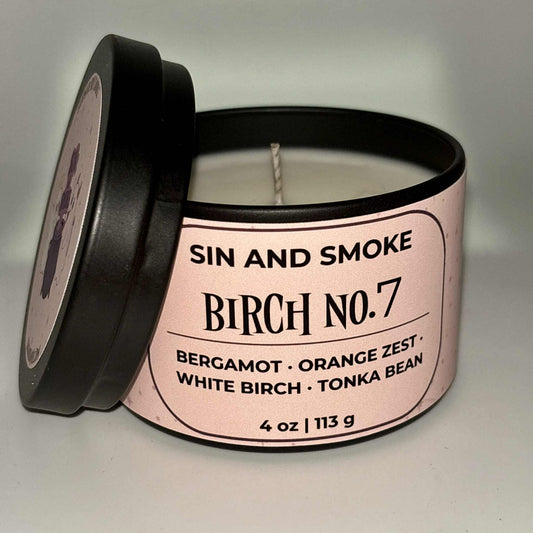 SIN AND SMOKE
BIRCH NO.7
BERGAMOT · ORANGE ZEST ·
WHITE BIRCH · TONKA BEAN
4 oz | 113 g